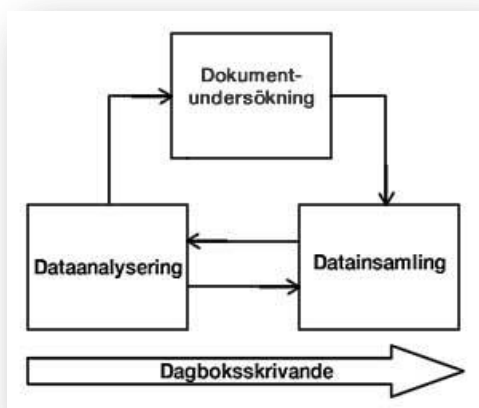 Dokument-
undersökning
Dataanalysering
Datainsamling
Dagboksskrivande